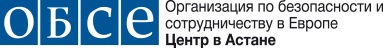 ОБСЕ
Организация по безопасности и
сотрудничеству в Европе
Центр в Астане